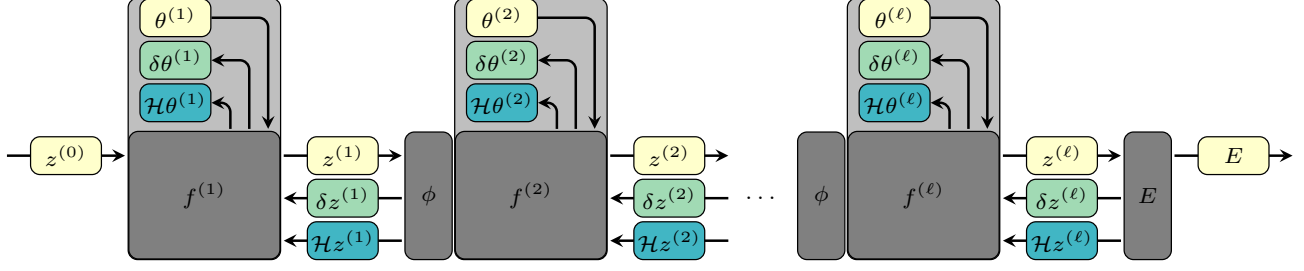 θ^(1) θ^(2) θ^(ℓ)
δθ^(1) δθ^(2) δθ^(ℓ)
ℋθ^(1) ℋθ^(2) ℋθ^(ℓ)
z^(0) z^(1) z^(2) z^(ℓ) E
f^(1) δz^(1) ϕ f^(2) δz^(2) ⋯ ϕ f^(ℓ) δz^(ℓ) E
ℋz^(1) ℋz^(2) ℋz^(ℓ)